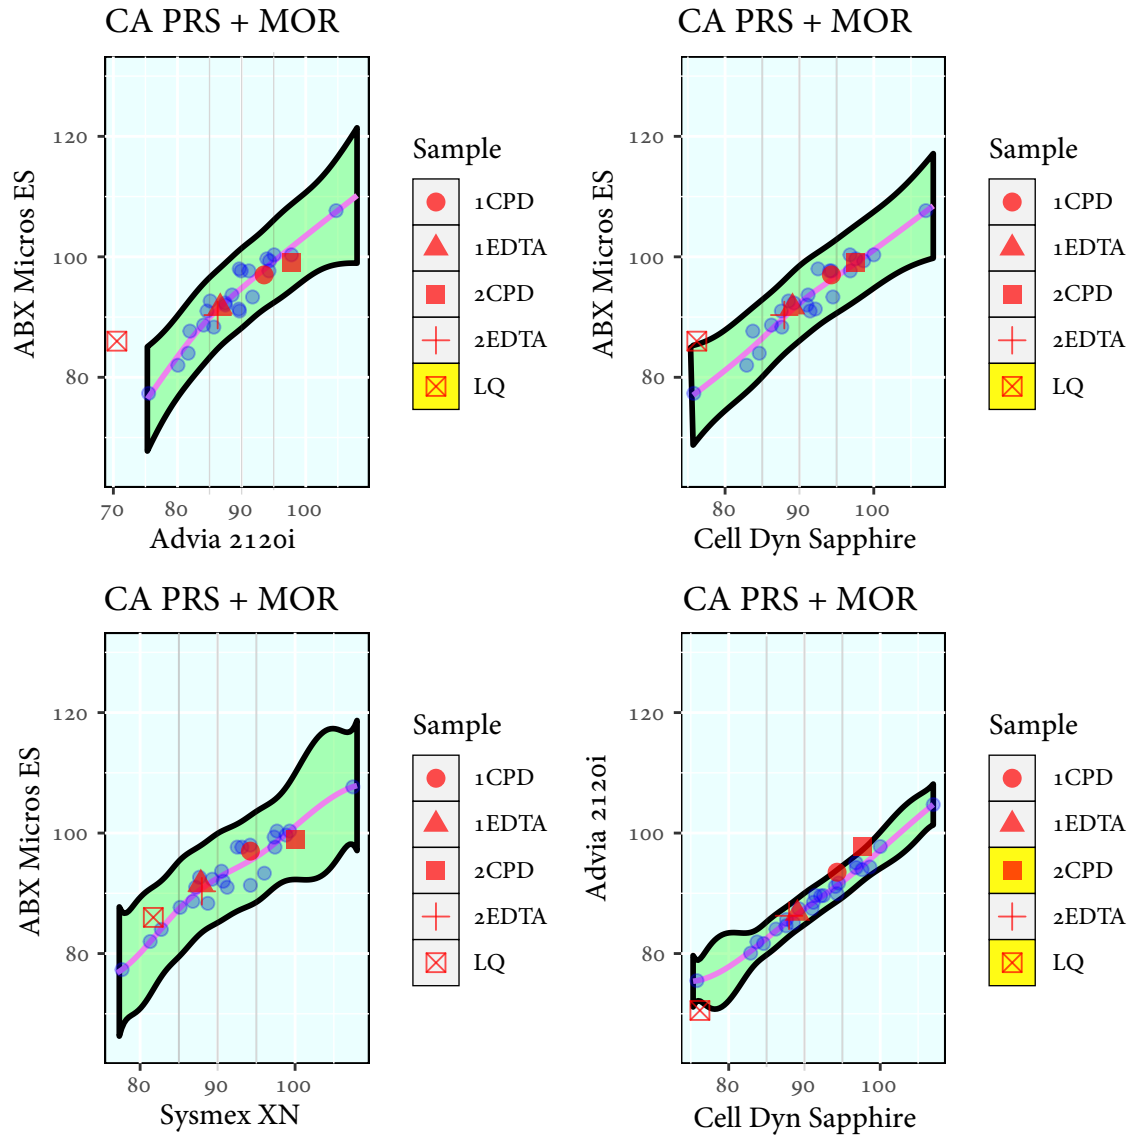 CA PRS + MOR
ABX Micros ES
120
100
80
70 80 90 100
Advia 2120i
Sample
1CPD
1EDTA
2CPD
2EDTA
LQ
CA PRS + MOR
ABX Micros ES
120
100
80
80 90 100
Cell Dyn Sapphire
Sample
1CPD
1EDTA
2CPD
2EDTA
LQ
CA PRS + MOR
ABX Micros ES
120
100
80
80 90 100
Sysmex XN
Sample
1CPD
1EDTA
2CPD
2EDTA
LQ
CA PRS + MOR
Advia 2120i
120
100
80
80 90 100
Cell Dyn Sapphire
Sample
1CPD
1EDTA
2CPD
2EDTA
LQ